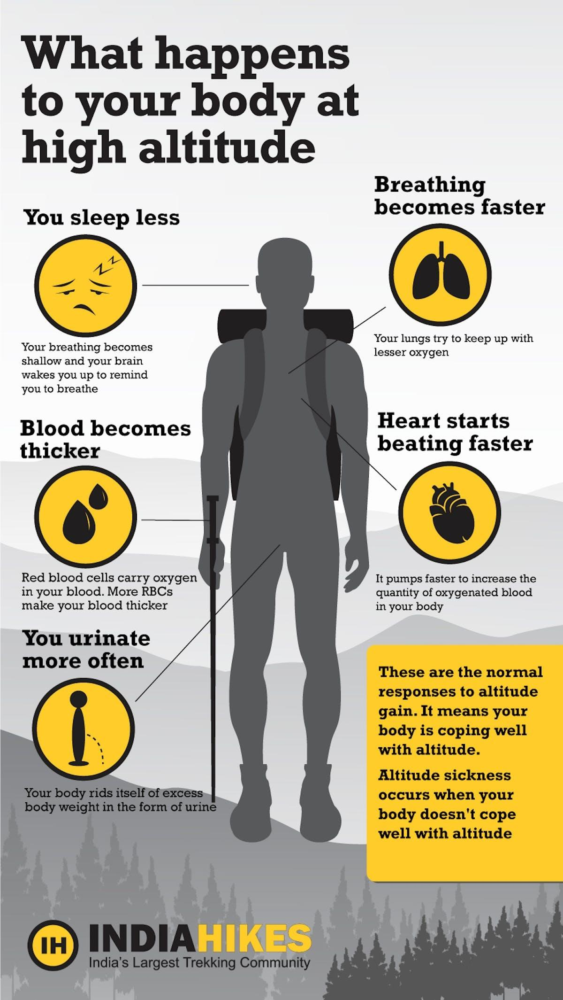 What happens
to your body at
high altitude
You sleep less
Your breathing becomes
shallow and your brain
wakes you up to remind
you to breathe
Breathing
becomes faster
Your lungs try to keep up with
lesser oxygen
Blood becomes
thicker
Red blood cells carry oxygen
in your blood. More RBCs
make your blood thicker
Heart starts
beating faster
It pumps faster to increase the
quantity of oxygenated blood
in your body
You urinate
more often
Your body rids itself of excess
body weight in the form of urine
These are the normal
responses to altitude
gain. It means your
body is coping well
with altitude.
Altitude sickness
occurs when your
body doesn't cope
well with altitude
IH
INDIAHIKES
India's Largest Trekking Community